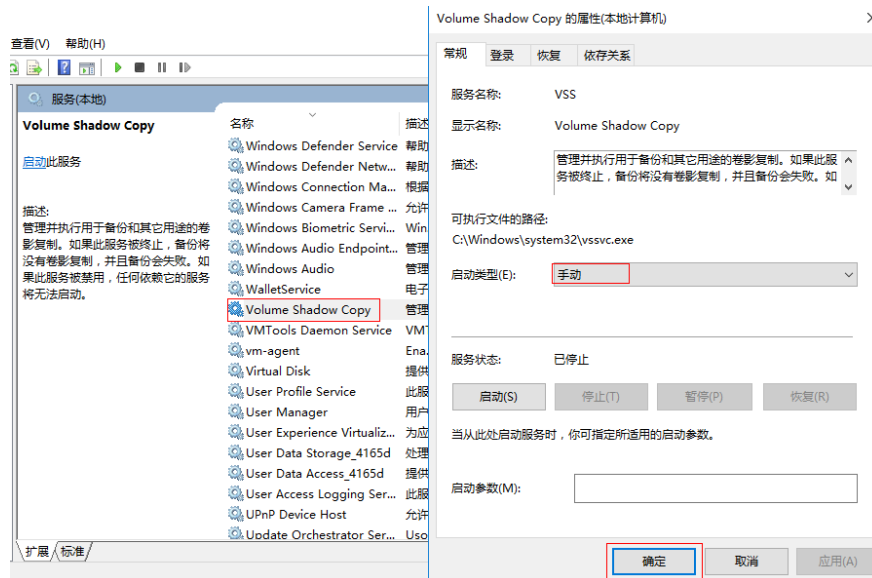 查看(V) 帮助(H)
服务(本地)
Volume Shadow Copy
启动此服务
描述:
管理并执行用于备份和其它用途的卷
影复制。如果此服务被终止，备份将
没有卷影复制，并且备份会失败。如
果此服务被禁用，任何依赖它的服务
将无法启动。
名称 描述
Windows Defender Service 帮助
Windows Defender Netw... 帮助
Windows Connection Ma... 根据
Windows Camera Frame ... 允许
Windows Biometric Servi... Win
Windows Audio Endpoint... 管理
Windows Audio 管理
WalletService 电子
Volume Shadow Copy 管理
VMTools Daemon Service VMT
vm-agent Ena.
Virtual Disk 提供
User Profile Service 此服
User Manager 用户
User Experience Virtualiz... 为应
User Data Storage_4165d 处理
User Data Access_4165d 提供
User Access Logging Ser... 此服
UPnP Device Host 允许
Update Orchestrator Ser... Uso
扩展 标准
Volume Shadow Copy 的属性(本地计算机)
常规 登录 恢复 依存关系
服务名称: VSS
显示名称: Volume Shadow Copy
描述: 管理并执行用于备份和其它用途的卷影复制。如果此服
务被终止，备份将没有卷影复制，并且备份会失败。如
可执行文件的路径:
C:\Windows\system32\vssvc.exe
启动类型(E): 手动
服务状态: 已停止
启动(S) 停止(T) 暂停(P) 恢复(R)
当从此处启动服务时，你可指定所适用的启动参数。
启动参数(M):
确定 取消 应用(A)